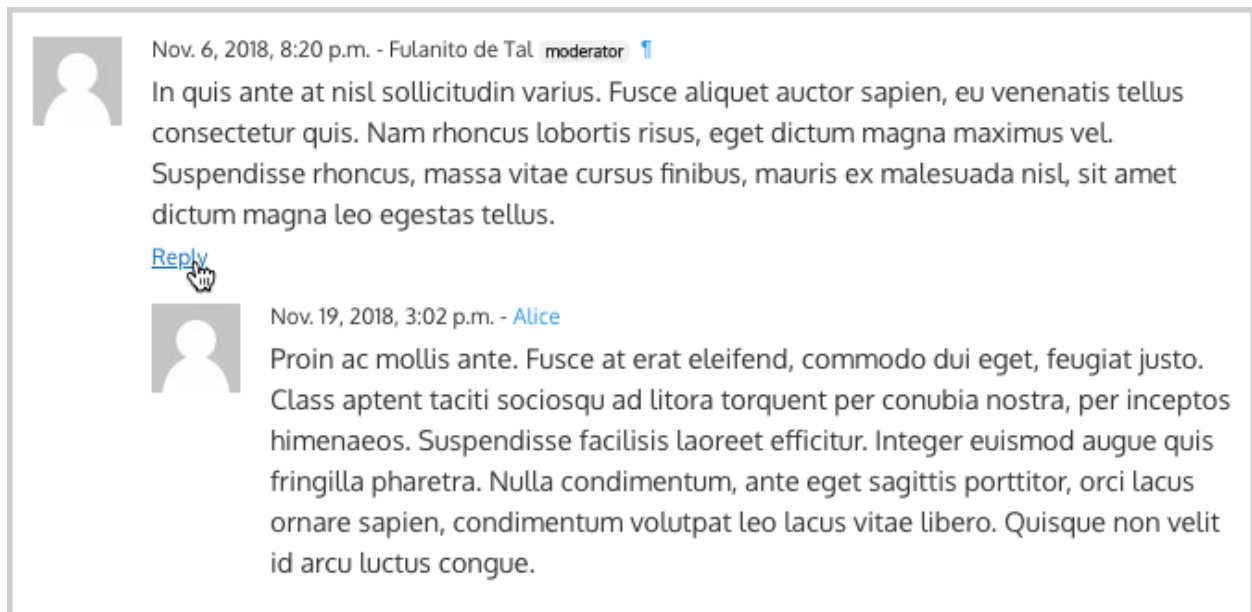 Nov. 6, 2018, 8:20 p.m. - Fulanito de Tal moderator ¶
In quis ante at nisl sollicitudin varius. Fusce aliquet auctor sapien, eu venenatis tellus
consectetur quis. Nam rhoncus lobortis risus, eget dictum magna maximus vel.
Suspendisse rhoncus, massa vitae cursus finibus, mauris ex malesuada nisl, sit amet
dictum magna leo egestas tellus.
Reply
Nov. 19, 2018, 3:02 p.m. - Alice
Proin ac mollis ante. Fusce at erat eleifend, commodo dui eget, feugiat justo.
Class aptent taciti sociosqu ad litora torquent per conubia nostra, per inceptos
himenaeos. Suspendisse facilisis laoreet efficitur. Integer euismod augue quis
fringilla pharetra. Nulla condimentum, ante eget sagittis porttitor, orci lacus
ornare sapien, condimentum volutpat leo lacus vitae libero. Quisque non velit
id arcu luctus congue.